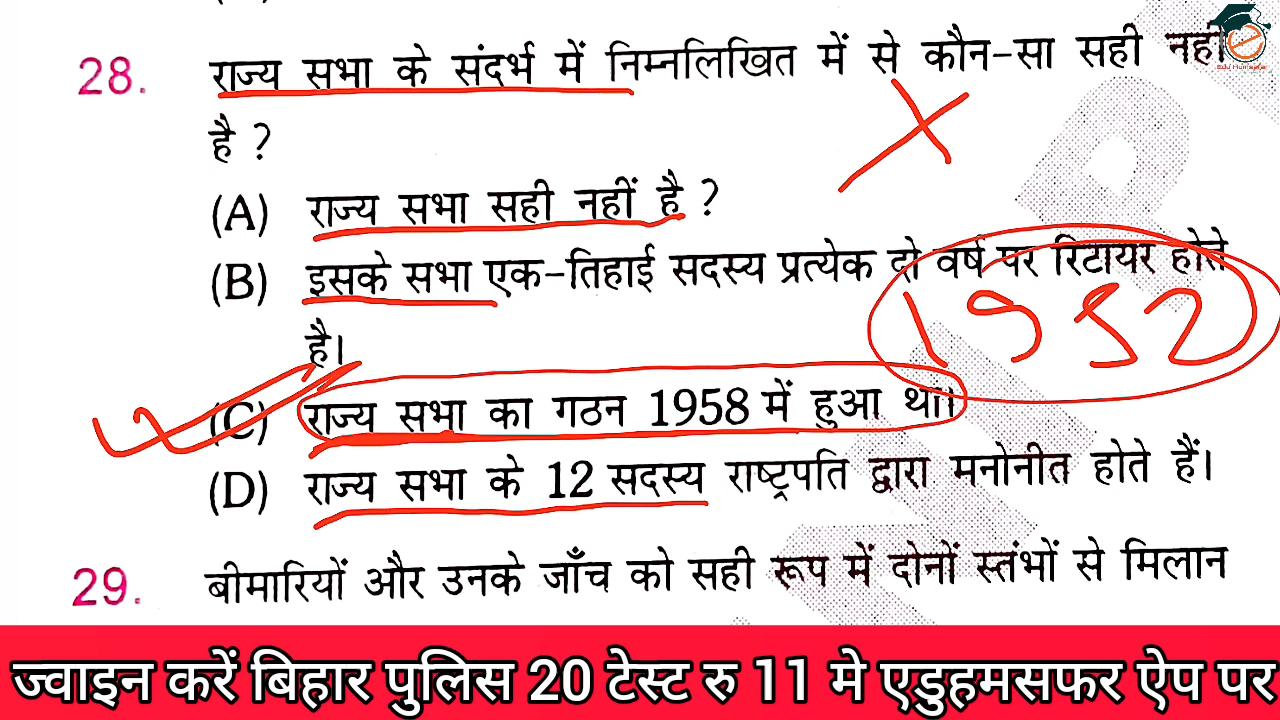 28. राज्य सभा के संदर्भ में निम्नलिखित में से कौन-सा सही नहीं
है ?
(A) राज्य सभा सही नहीं है ?
(B) इसके सभा एक-तिहाई सदस्य प्रत्येक दो वर्ष पर रिटायर होते
है।
1952
(C) राज्य सभा का गठन 1958 में हुआ था।
(D) राज्य सभा के 12 सदस्य राष्ट्रपति द्वारा मनोनीत होते हैं।
29. बीमारियों और उनके जाँच को सही रूप में दोनों स्तंभों से मिलान
ज्वाइन करें बिहार पुलिस 20 टेस्ट रु 11 मे एडुहमसफर ऐप पर